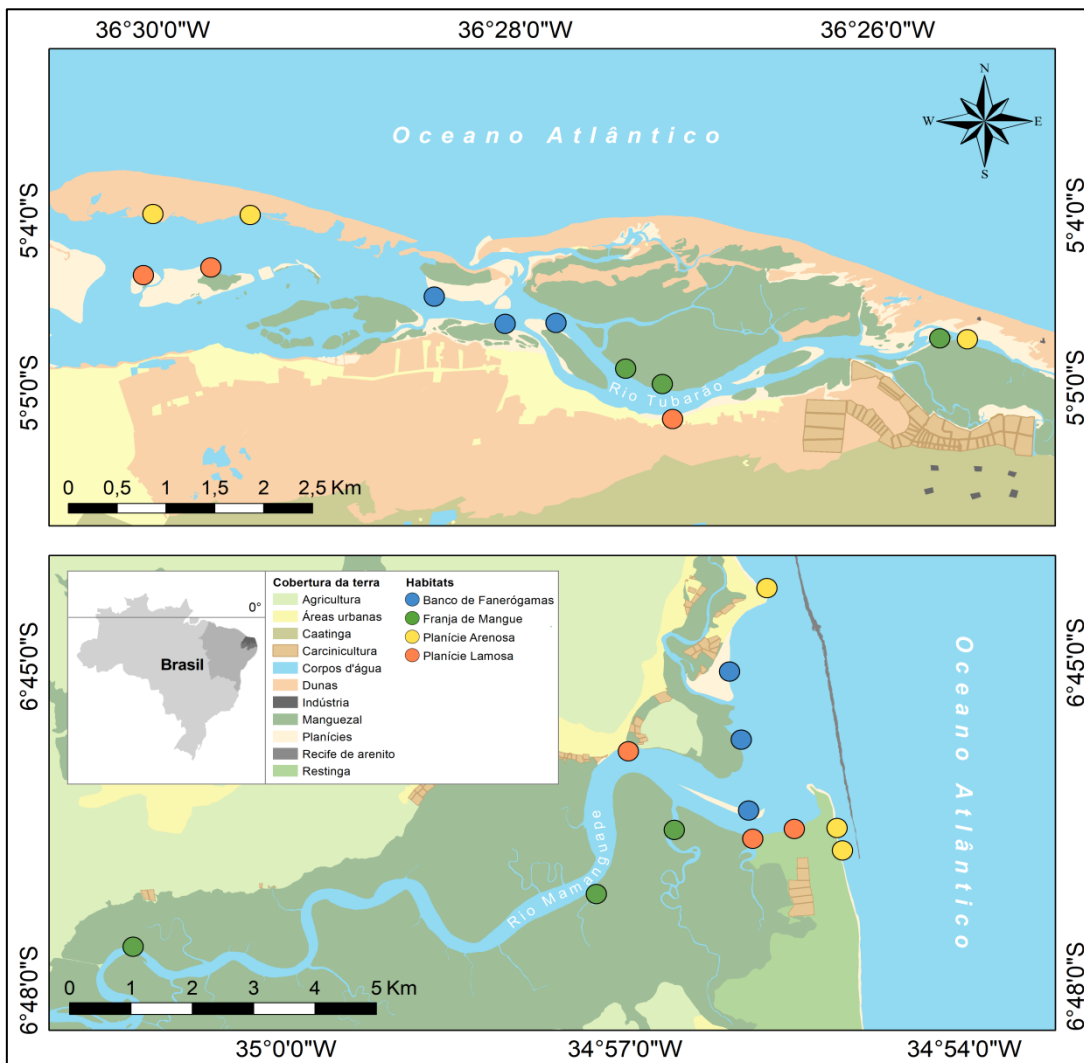 36°30'0"W 36°28'0"W 36°26'0"W
N
W E
S
Oceano Atlântico
5°4'0"S 5°4'0"S
5°5'0"S 5°5'0"S
Rio Tubarão
0 0,5 1 1,5 2 2,5 Km
Cobertura da terra
Agricultura
Áreas urbanas
Caatinga
Carcinicultura
Corpos d'água
Dunas
Indústria
Manguezal
Planícies
Recife de arenito
Restinga
Habitats
Banco de Fanerógamas
Franja de Mangue
Planície Arenosa
Planície Lamosa
0°
Brasil
6°45'0"S 6°45'0"S
Oceano Atlântico
Rio Mamanguape
6°48'0"S 6°48'0"S
0 1 2 3 4 5 Km
35°0'0"W 34°57'0"W 34°54'0"W